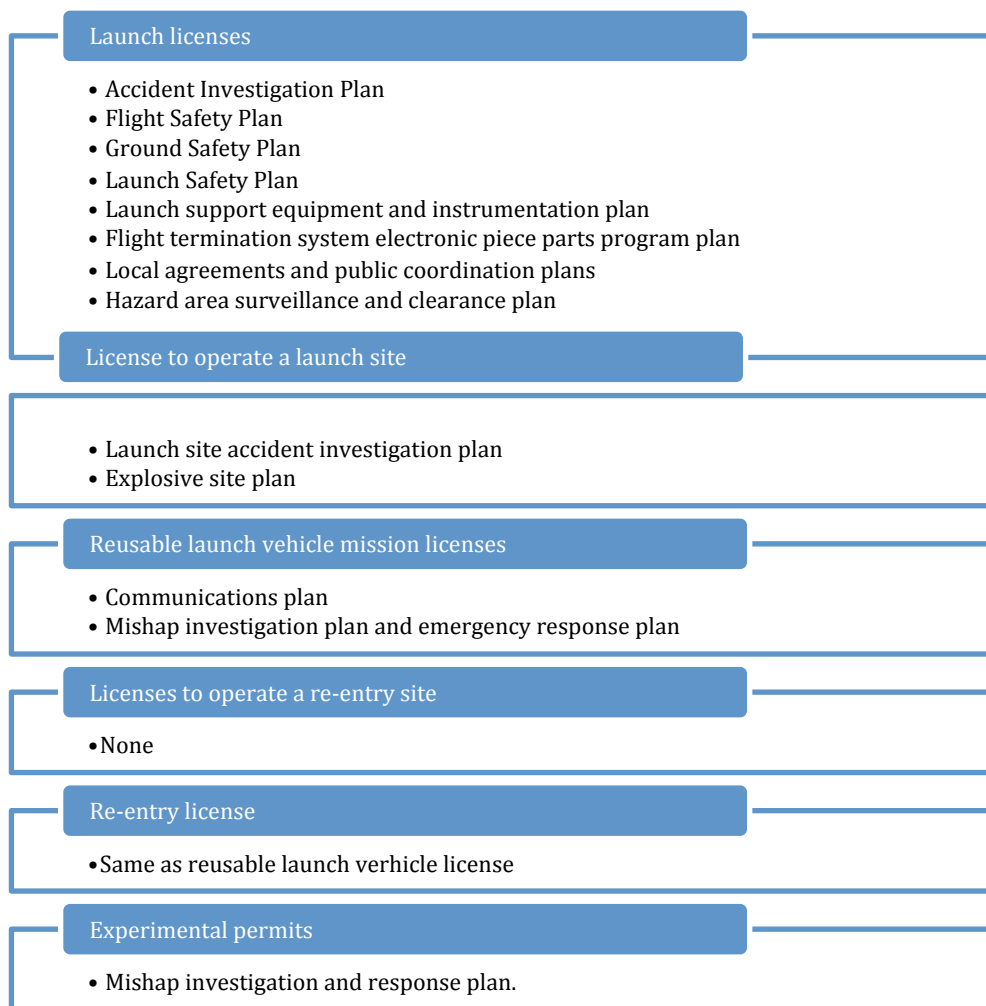 Launch licenses
• Accident Investigation Plan
• Flight Safety Plan
• Ground Safety Plan
• Launch Safety Plan
• Launch support equipment and instrumentation plan
• Flight termination system electronic piece parts program plan
• Local agreements and public coordination plans
• Hazard area surveillance and clearance plan
License to operate a launch site
• Launch site accident investigation plan
• Explosive site plan
Reusable launch vehicle mission licenses
• Communications plan
• Mishap investigation plan and emergency response plan
Licenses to operate a re-entry site
•None
Re-entry license
•Same as reusable launch verhicle license
Experimental permits
• Mishap investigation and response plan.